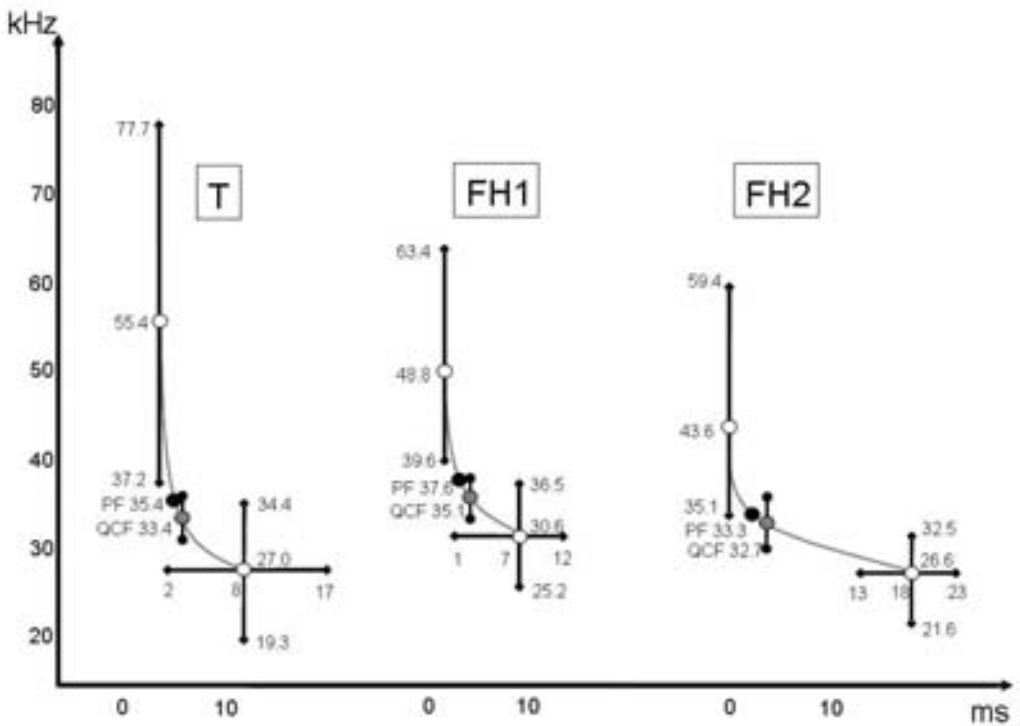 kHz
80
70
60
50
40
30
20
T
77.7
55.4
37.2
PF 35.4
QCF 33.4
34.4
27.0
2 8 17
19.3
FH1
63.4
48.8
39.6
PF 37.6
QCF 35.1
36.5
30.6
1 7 12
25.2
FH2
59.4
43.6
35.1
PF 33.3
QCF 32.7
32.5
26.6
13 18 23
21.6
0 10 0 10 0 10 ms